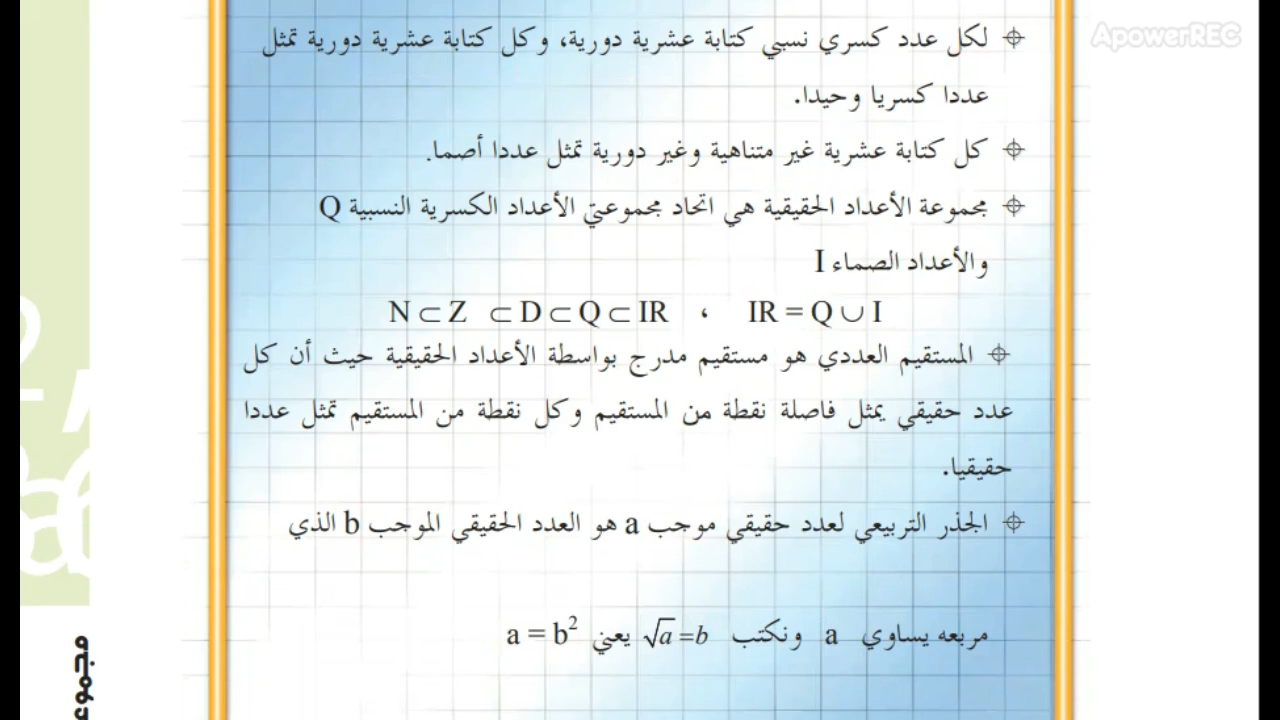 ApowerREC
لكل عدد كسري نسبي كتابة عشرية دورية، وكل كتابة عشرية دورية تمثل
عددا كسريا وحيدا.
كل كتابة عشرية غير متناهية وغير دورية تمثل عددا أصما.
مجموعة الأعداد الحقيقية هي اتحاد مجموعتيّ الأعداد الكسرية النسبية Q
والأعداد الصماء I
N ⊂ Z ⊂ D ⊂ Q ⊂ IR ، IR = Q ∪ I
المستقيم العددي هو مستقيم مدرج بواسطة الأعداد الحقيقية حيث أن كل
عدد حقيقي يمثل فاصلة نقطة من المستقيم وكل نقطة من المستقيم تمثل عددا
حقيقيا.
الجذر التربيعي لعدد حقيقي موجب a هو العدد الحقيقي الموجب b الذي
مربعه يساوي a ونكتب √a = b يعني a = b²